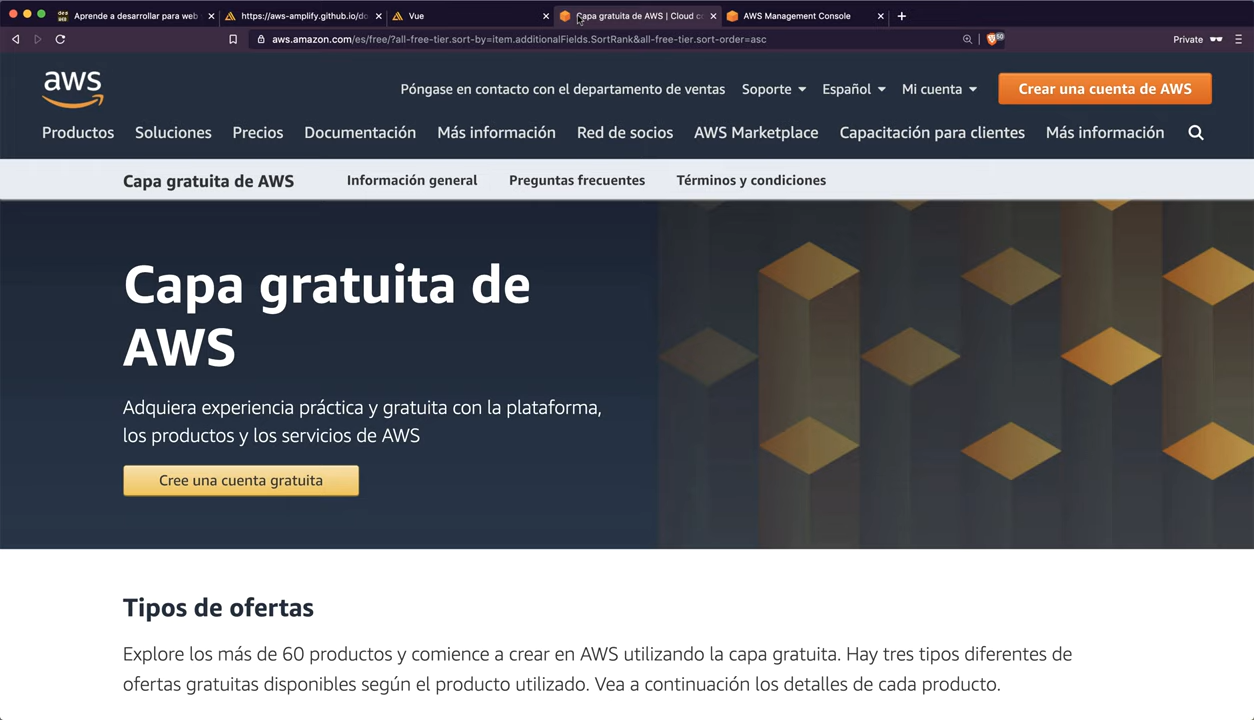 des
arr
Aprende a desarrollar para web
https://aws-amplify.github.io/do
Vue
Capa gratuita de AWS | Cloud c
AWS Management Console
aws.amazon.com/es/free/?all-free-tier.sort-by=item.additionalFields.SortRank&all-free-tier.sort-order=asc
50
Private
aws
Póngase en contacto con el departamento de ventas
Soporte
Español
Mi cuenta
Crear una cuenta de AWS
Productos
Soluciones
Precios
Documentación
Más información
Red de socios
AWS Marketplace
Capacitación para clientes
Más información
Capa gratuita de AWS
Información general
Preguntas frecuentes
Términos y condiciones
Capa gratuita de
AWS
Adquiera experiencia práctica y gratuita con la plataforma,
los productos y los servicios de AWS
Cree una cuenta gratuita
Tipos de ofertas
Explore los más de 60 productos y comience a crear en AWS utilizando la capa gratuita. Hay tres tipos diferentes de
ofertas gratuitas disponibles según el producto utilizado. Vea a continuación los detalles de cada producto.